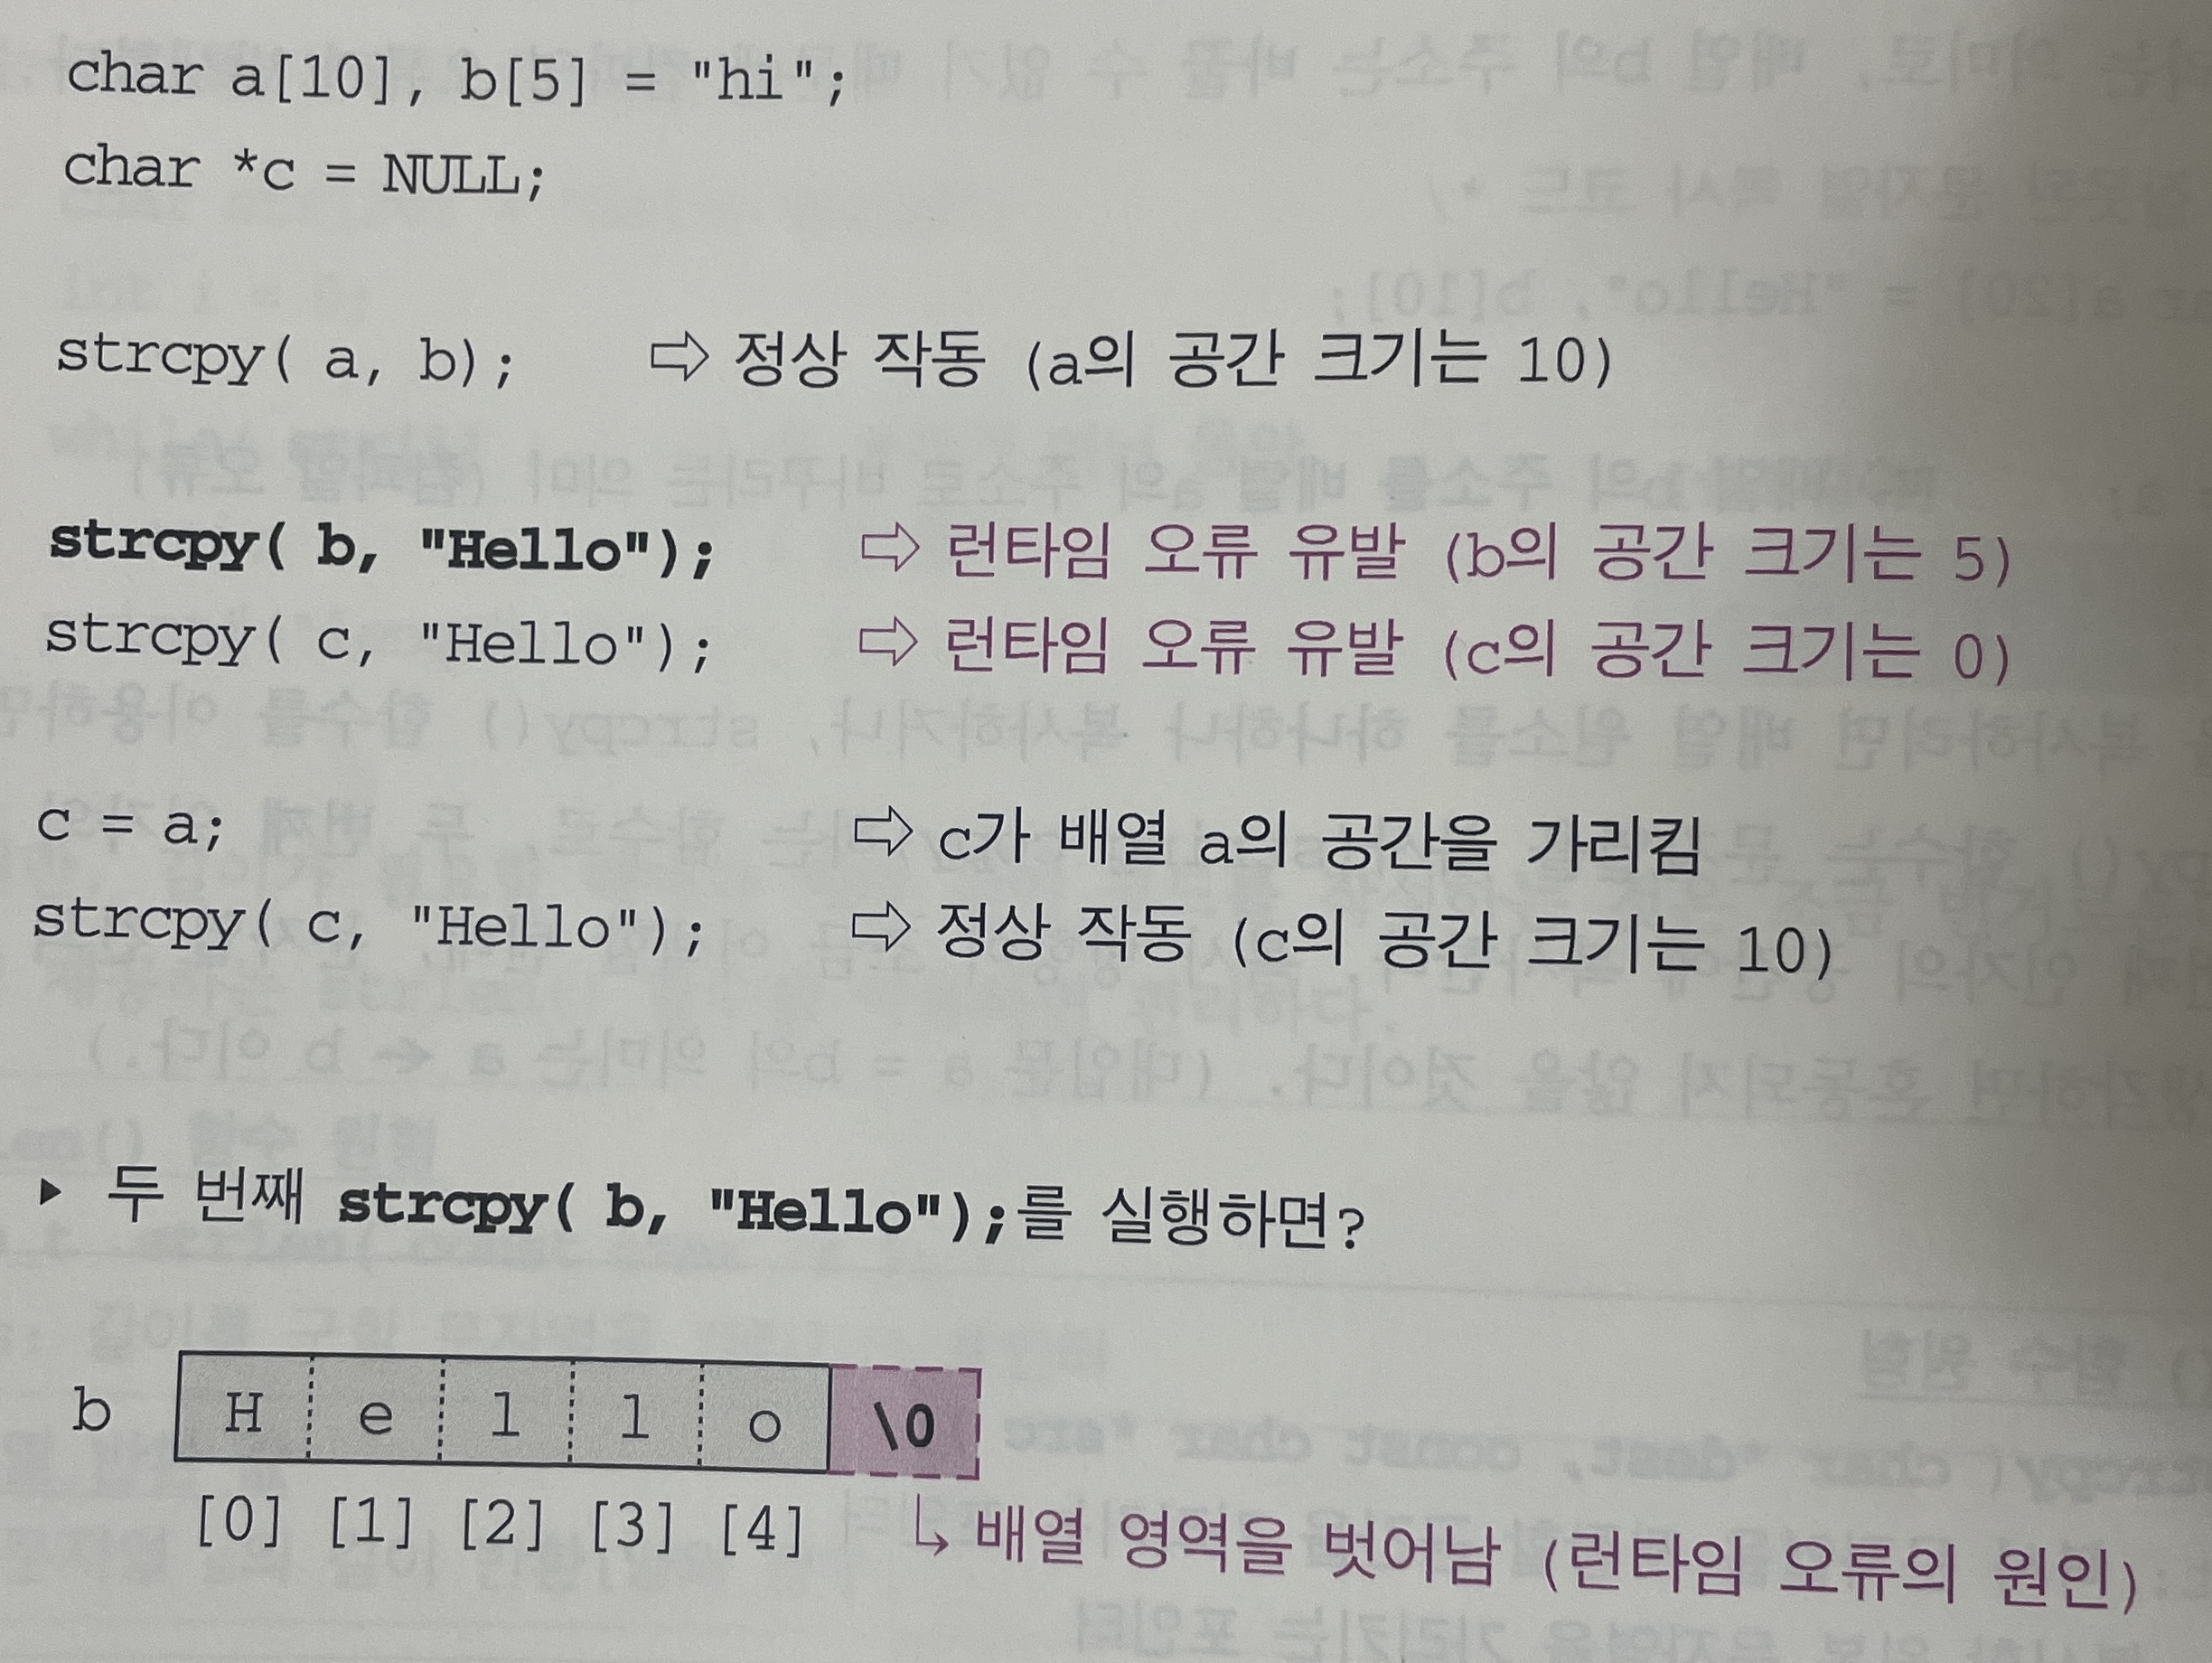 char a[10], b[5] = "hi";
char *c = NULL;
strcpy( a, b); ⇨ 정상 작동 (a의 공간 크기는 10)
strcpy( b, "Hello"); ⇨ 런타임 오류 유발 (b의 공간 크기는 5)
strcpy( c, "Hello"); ⇨ 런타임 오류 유발 (c의 공간 크기는 0)
c = a; ⇨ c가 배열 a의 공간을 가리킴
strcpy( c, "Hello"); ⇨ 정상 작동 (c의 공간 크기는 10)
▶ 두 번째 strcpy( b, "Hello");를 실행하면?
b H e l l o \0
[0] [1] [2] [3] [4] ↳ 배열 영역을 벗어남 (런타임 오류의 원인)